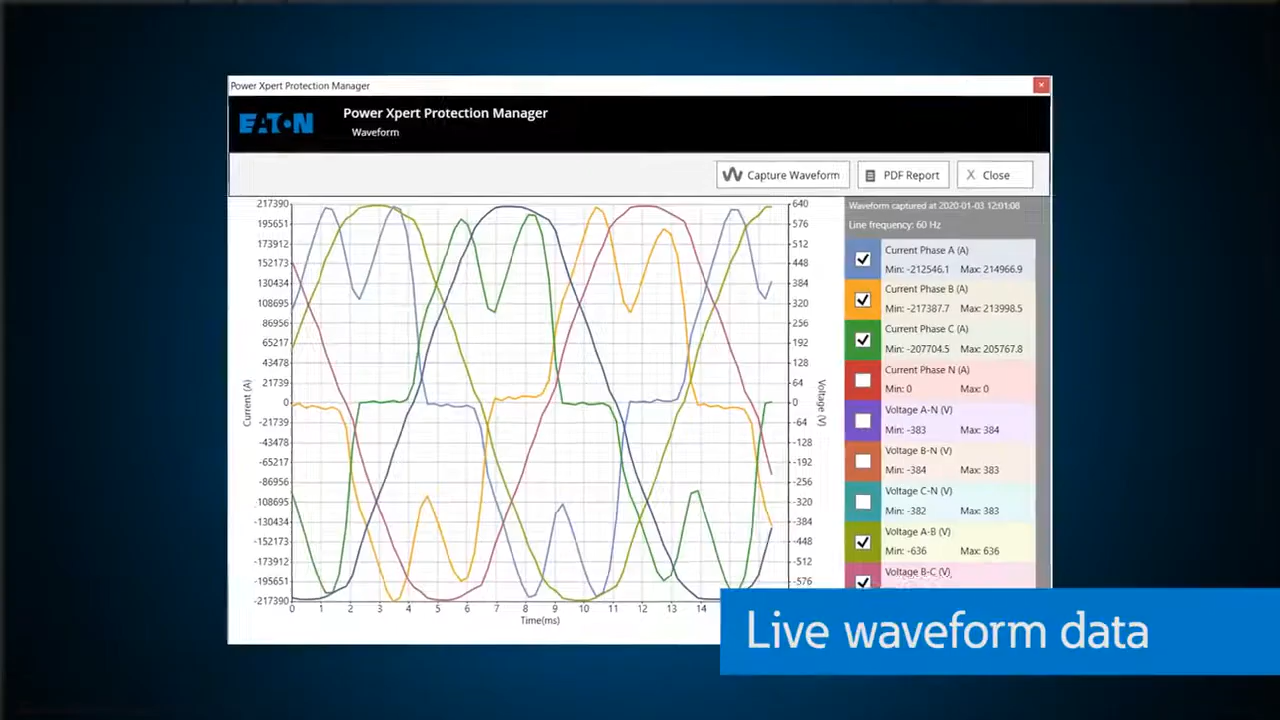 Power Xpert Protection Manager
EATON
Power Xpert Protection Manager
Waveform
Capture Waveform
PDF Report
X Close
217390
195651
173912
152173
130434
108695
86956
65217
43478
21739
0
-21739
-43478
-65217
-86956
-108695
-130434
-152173
-173912
-195651
-217390
Current (A)
0 1 2 3 4 5 6 7 8 9 10 11 12 13 14
Time(ms)
640
576
512
448
384
320
256
192
128
64
0
-64
-128
-192
-256
-320
-384
-448
-512
-576
Voltage (V)
Waveform captured at 2020-01-03 12:01:08
Line frequency: 60 Hz
Current Phase A (A)
Min: -212546.1 Max: 214966.9
Current Phase B (A)
Min: -217387.7 Max: 213998.5
Current Phase C (A)
Min: -207704.5 Max: 205767.8
Current Phase N (A)
Min: 0 Max: 0
Voltage A-N (V)
Min: -383 Max: 384
Voltage B-N (V)
Min: -384 Max: 383
Voltage C-N (V)
Min: -382 Max: 383
Voltage A-B (V)
Min: -636 Max: 636
Voltage B-C (V)
Live waveform data